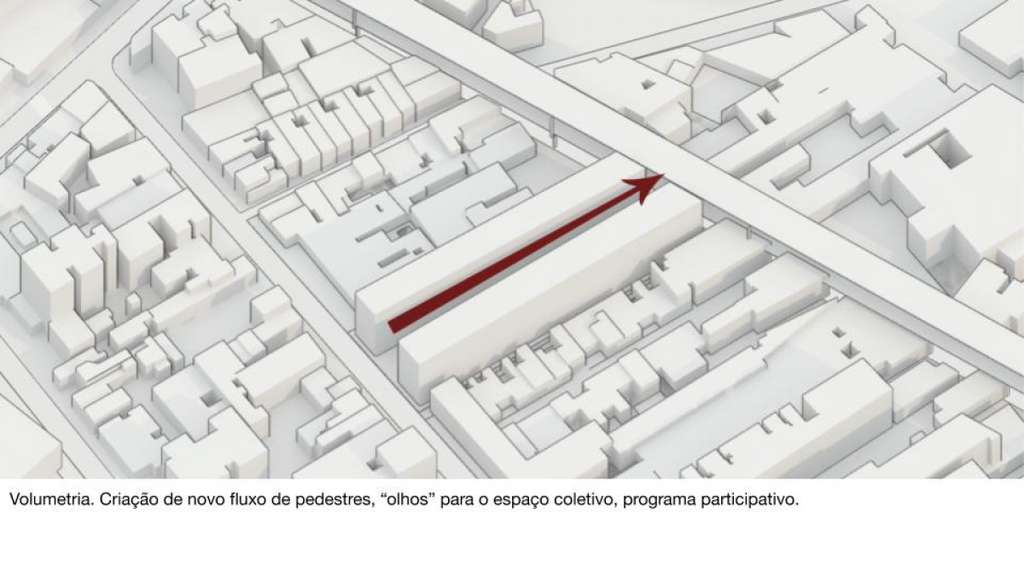 Volumetria. Criação de novo fluxo de pedestres, “olhos” para o espaço coletivo, programa participativo.